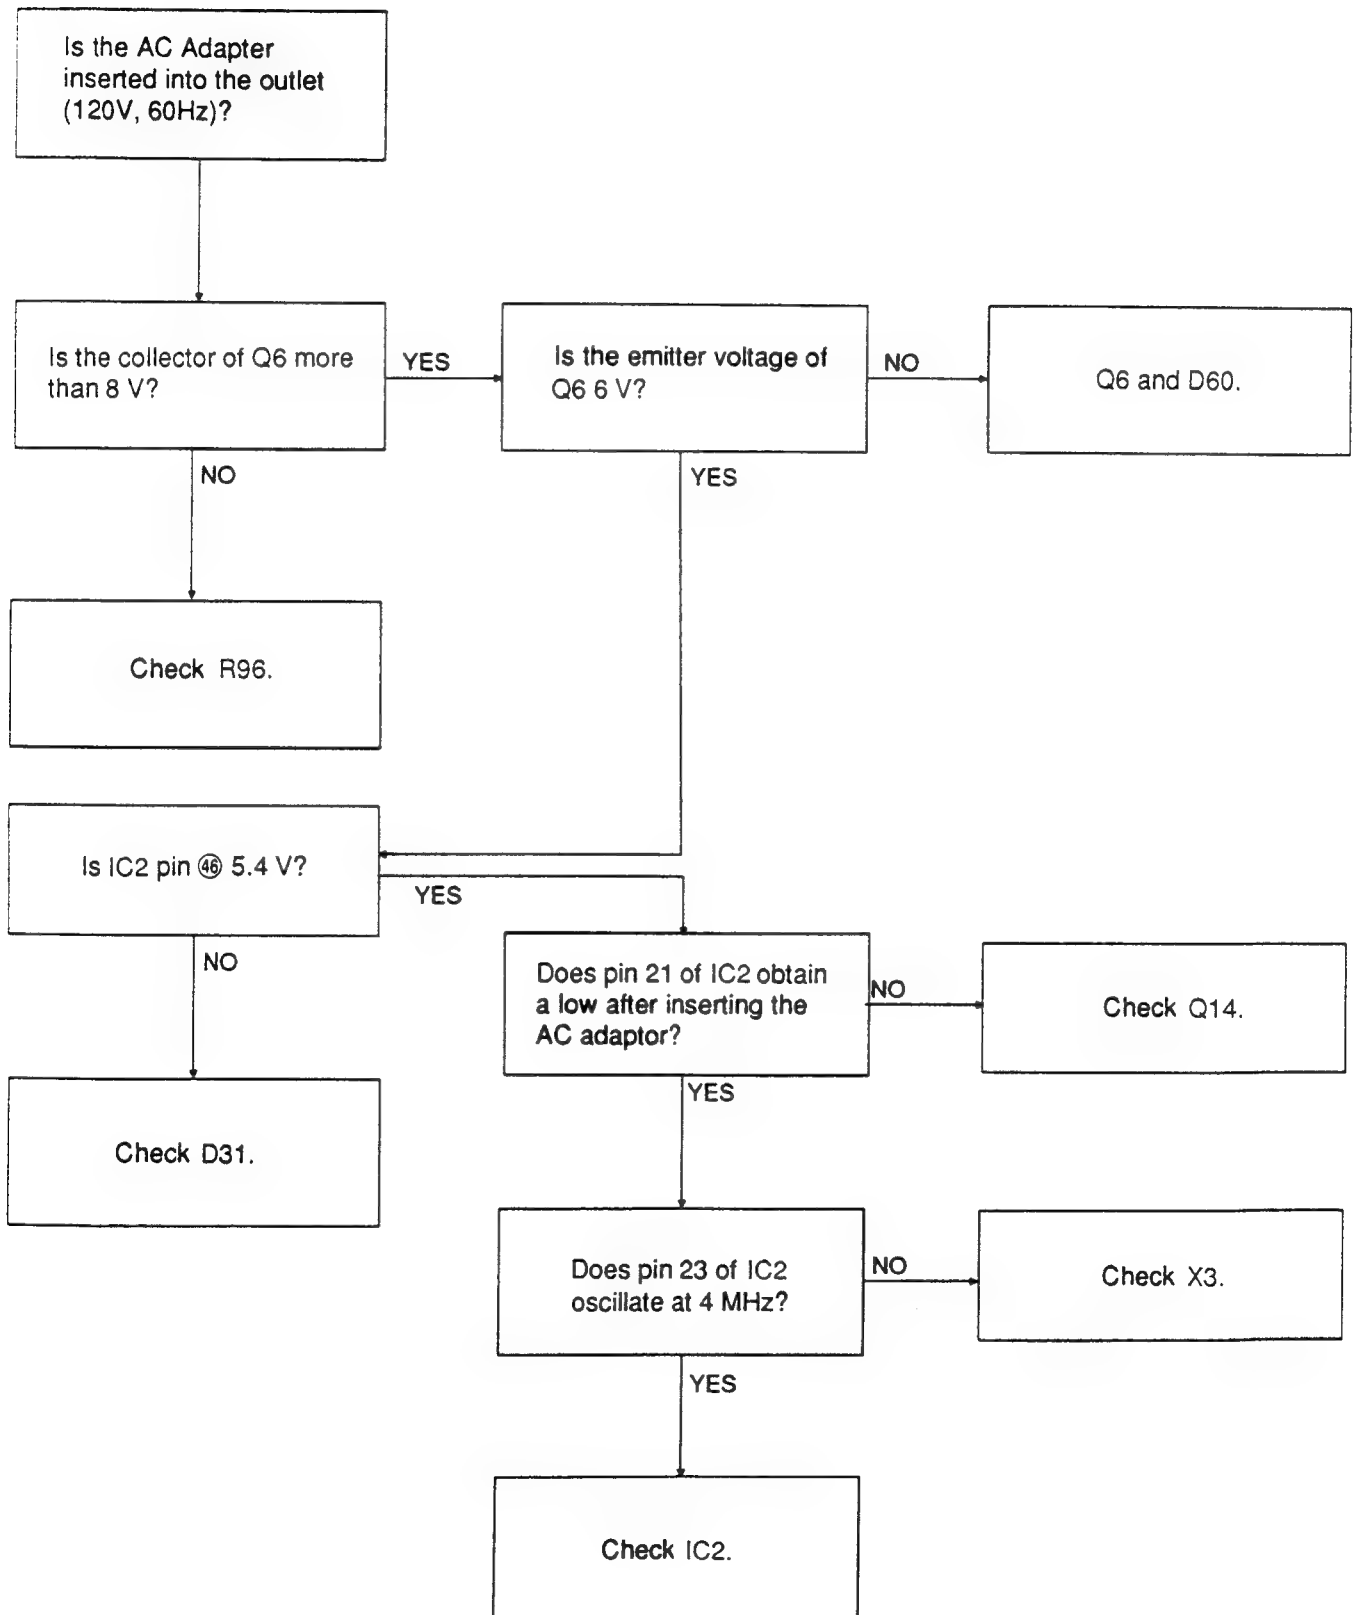 Is the AC Adapter
inserted into the outlet
(120V, 60Hz)?
Is the collector of Q6 more
than 8 V?
YES
Is the emitter voltage of
Q6 6 V?
NO
Q6 and D60.
NO
YES
Check R96.
Is IC2 pin ㊻ 5.4 V?
YES
NO
Does pin 21 of IC2 obtain
a low after inserting the
AC adaptor?
NO
Check Q14.
YES
Check D31.
Does pin 23 of IC2
oscillate at 4 MHz?
NO
Check X3.
YES
Check IC2.